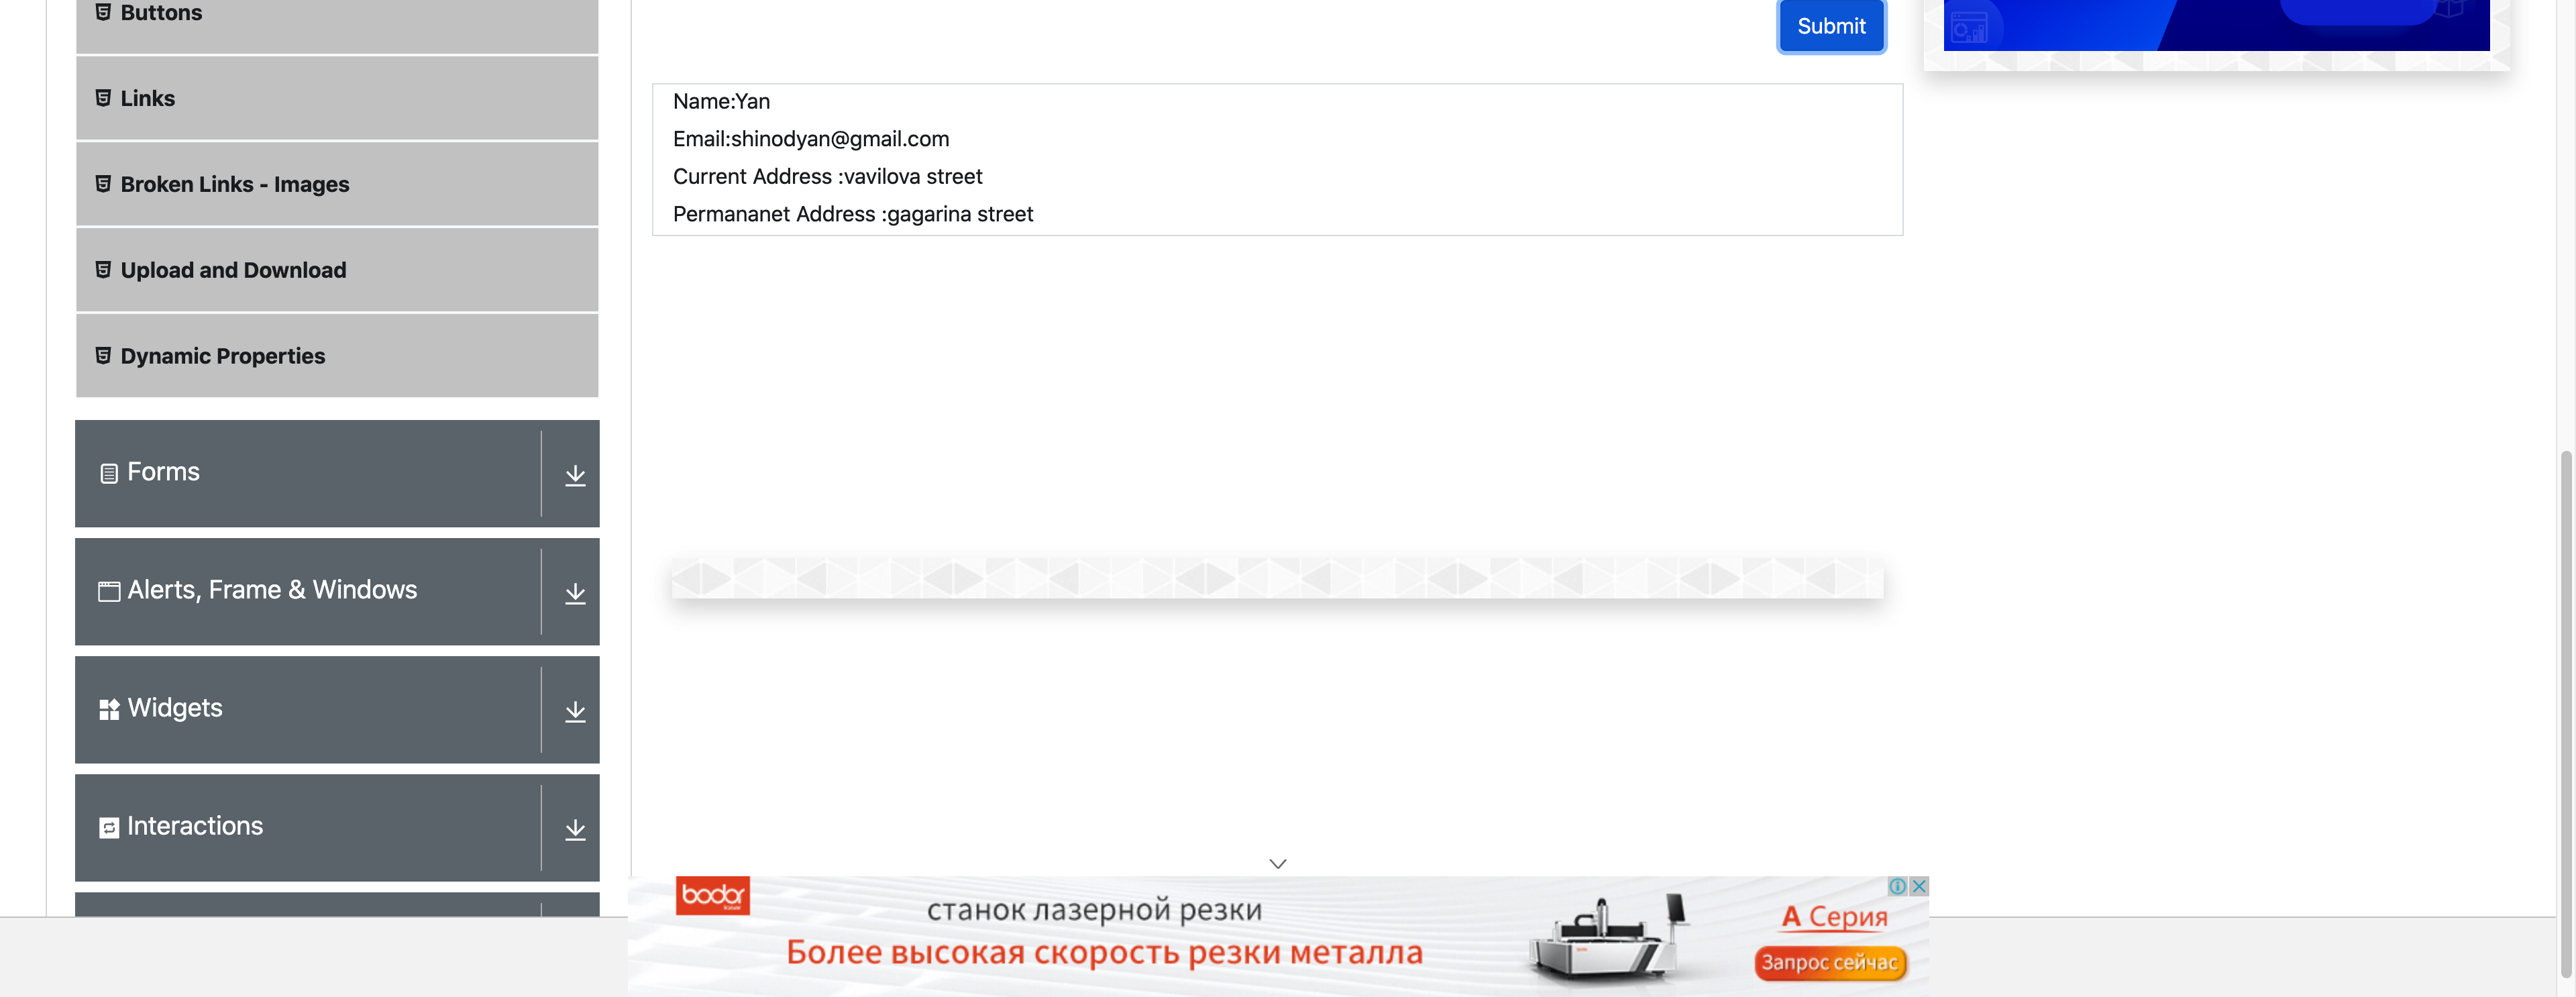 Buttons
Links
Broken Links - Images
Upload and Download
Dynamic Properties
Forms
Alerts, Frame & Windows
Widgets
Interactions
Submit
Name:Yan
Email:shinodyan@gmail.com
Current Address :vavilova street
Permananet Address :gagarina street
bodor
станок лазерной резки
Более высокая скорость резки металла
А Серия
Запрос сейчас